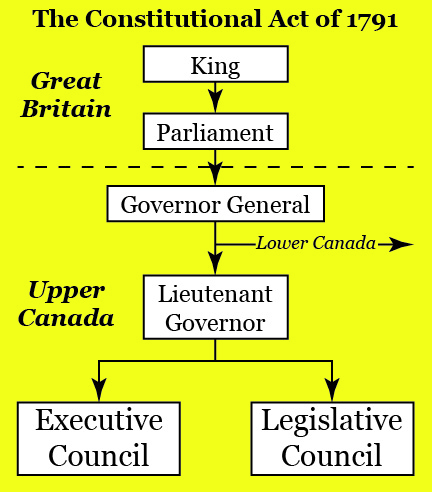 The Constitutional Act of 1791
King
Great
Britain
Parliament
Governor General
Lower Canada
Upper
Canada
Lieutenant
Governor
Executive
Council
Legislative
Council